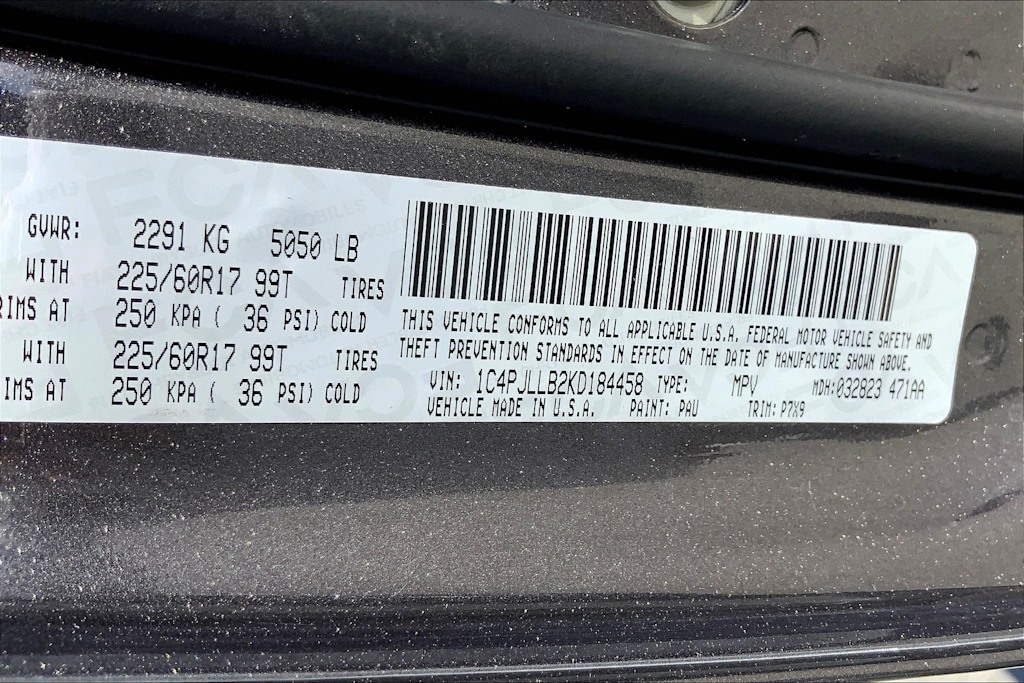 GVWR: 2291 KG 5050 LB
WITH 225/60R17 99T TIRES
RIMS AT 250 KPA ( 36 PSI) COLD
WITH 225/60R17 99T TIRES
IMS AT 250 KPA ( 36 PSI) COLD
THIS VEHICLE CONFORMS TO ALL APPLICABLE U.S.A. FEDERAL MOTOR VEHICLE SAFETY AND
THEFT PREVENTION STANDARDS IN EFFECT ON THE DATE OF MANUFACTURE SHOWN ABOVE.
VIN: 1C4PJLLB2KD184458 TYPE: MPV MDH:032823 471AA
VEHICLE MADE IN U.S.A. PAINT: PAU TRIM: P7X9